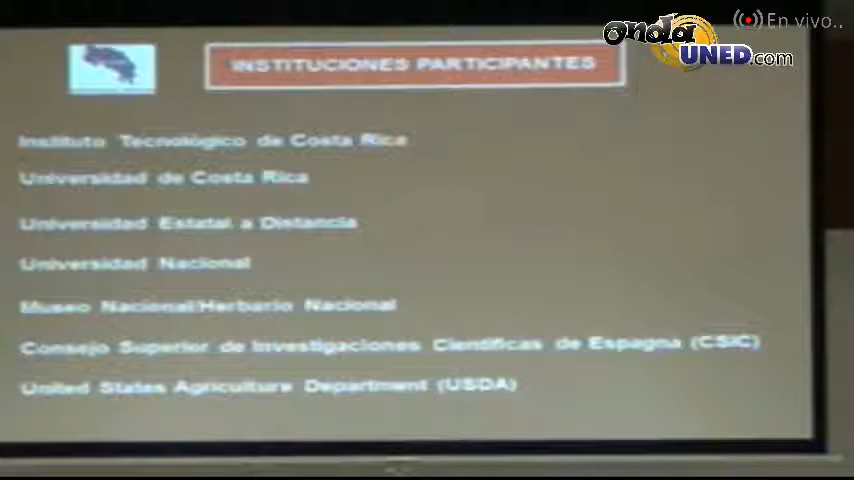 onda
UNED.com
En vivo..
INSTITUCIONES PARTICIPANTES
Instituto Tecnológico de Costa Rica
Universidad de Costa Rica
Universidad Estatal a Distancia
Universidad Nacional
Museo Nacional/Herbario Nacional
Consejo Superior de Investigaciones Científicas de Espagna (CSIC)
United States Agriculture Department (USDA)